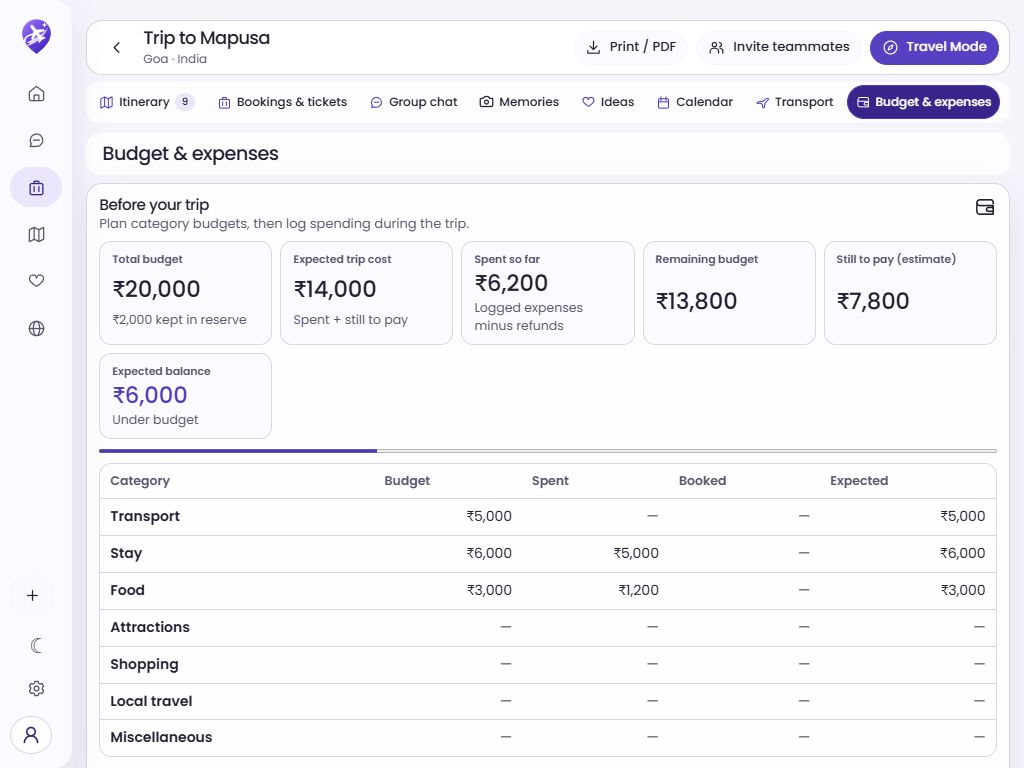 Trip to Mapusa
Goa · India
Print / PDF
Invite teammates
Travel Mode
Itinerary 9
Bookings & tickets
Group chat
Memories
Ideas
Calendar
Transport
Budget & expenses
Budget & expenses
Before your trip
Plan category budgets, then log spending during the trip.
Total budget
₹20,000
₹2,000 kept in reserve
Expected trip cost
₹14,000
Spent + still to pay
Spent so far
₹6,200
Logged expenses
minus refunds
Remaining budget
₹13,800
Still to pay (estimate)
₹7,800
Expected balance
₹6,000
Under budget
Category Budget Spent Booked Expected
Transport ₹5,000 — — ₹5,000
Stay ₹6,000 ₹5,000 — ₹6,000
Food ₹3,000 ₹1,200 — ₹3,000
Attractions — — — —
Shopping — — — —
Local travel — — — —
Miscellaneous — — — —